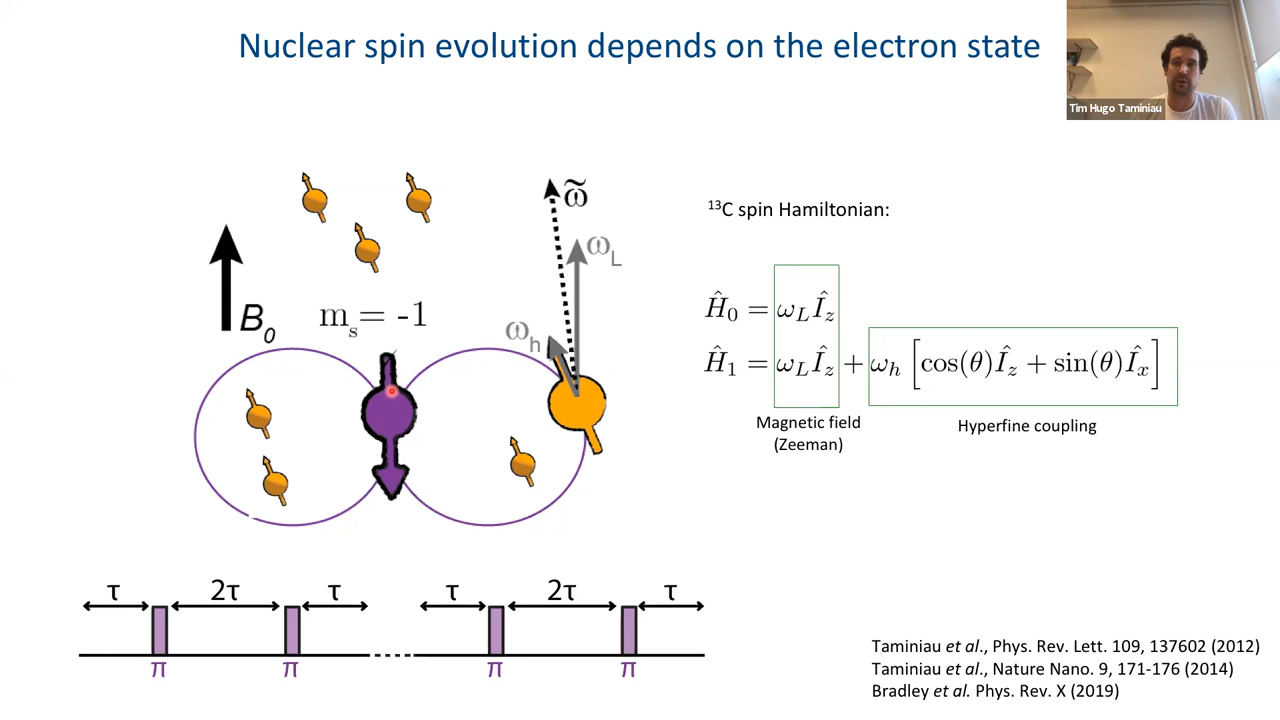 Nuclear spin evolution depends on the electron state
Tim Hugo Taminiau
ω̃
ω_L
B_0
m_s = -1
ω_h
¹³C spin Hamiltonian:
Ĥ_0 = ω_L Î_z
Ĥ_1 = ω_L Î_z + ω_h [cos(θ)Î_z + sin(θ)Î_x]
Magnetic field
(Zeeman)
Hyperfine coupling
τ 2τ τ τ 2τ τ
π π π π
Taminiau et al., Phys. Rev. Lett. 109, 137602 (2012)
Taminiau et al., Nature Nano. 9, 171-176 (2014)
Bradley et al. Phys. Rev. X (2019)